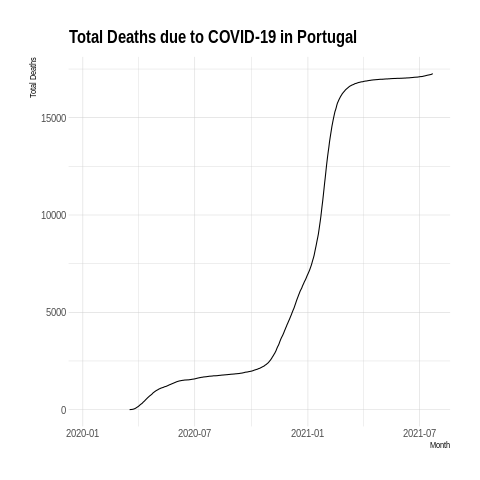 Total Deaths due to COVID-19 in Portugal
Total Deaths
15000
10000
5000
0
2020-01 2020-07 2021-01 2021-07
Month